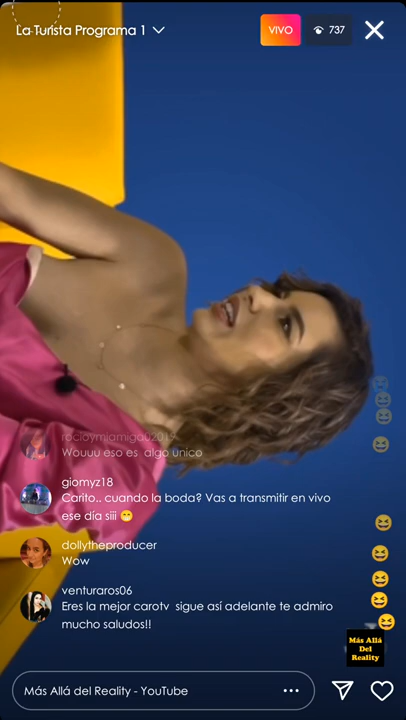 La Turista Programa 1
VIVO
737
rocioymiamiga0201
Wouuu eso es algo único
giomyz18
Carito.. cuando la boda? Vas a transmitir en vivo
ese día siii
dollytheproducer
Wow
venturaros06
Eres la mejor carotv sigue así adelante te admiro
mucho saludos!!
Más Allá
Del
Reality
Más Allá del Reality - YouTube